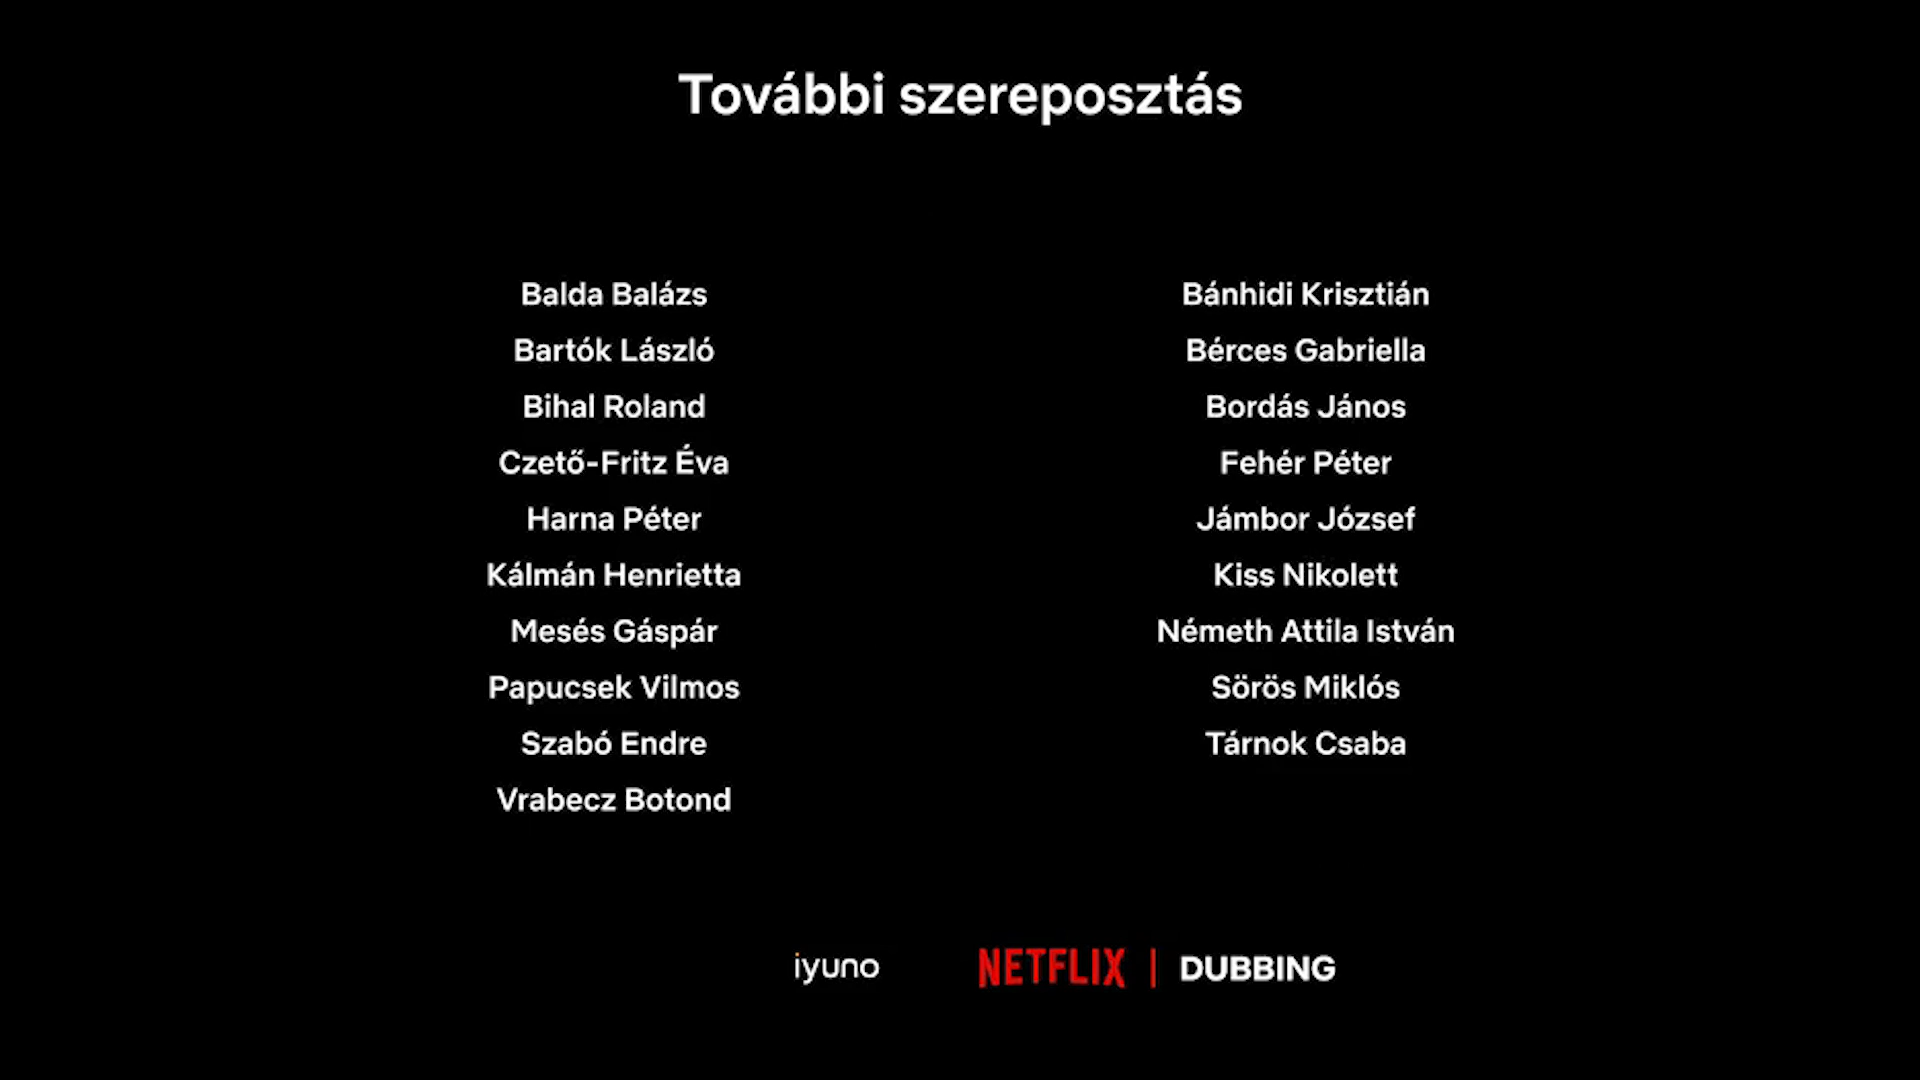 További szereposztás
Balda Balázs
Bartók László
Bihal Roland
Czető-Fritz Éva
Harna Péter
Kálmán Henrietta
Mesés Gáspár
Papucsek Vilmos
Szabó Endre
Vrabecz Botond
Bánhidi Krisztián
Bérces Gabriella
Bordás János
Fehér Péter
Jámbor József
Kiss Nikolett
Németh Attila István
Sörös Miklós
Tárnok Csaba
iyuno
NETFLIX | DUBBING